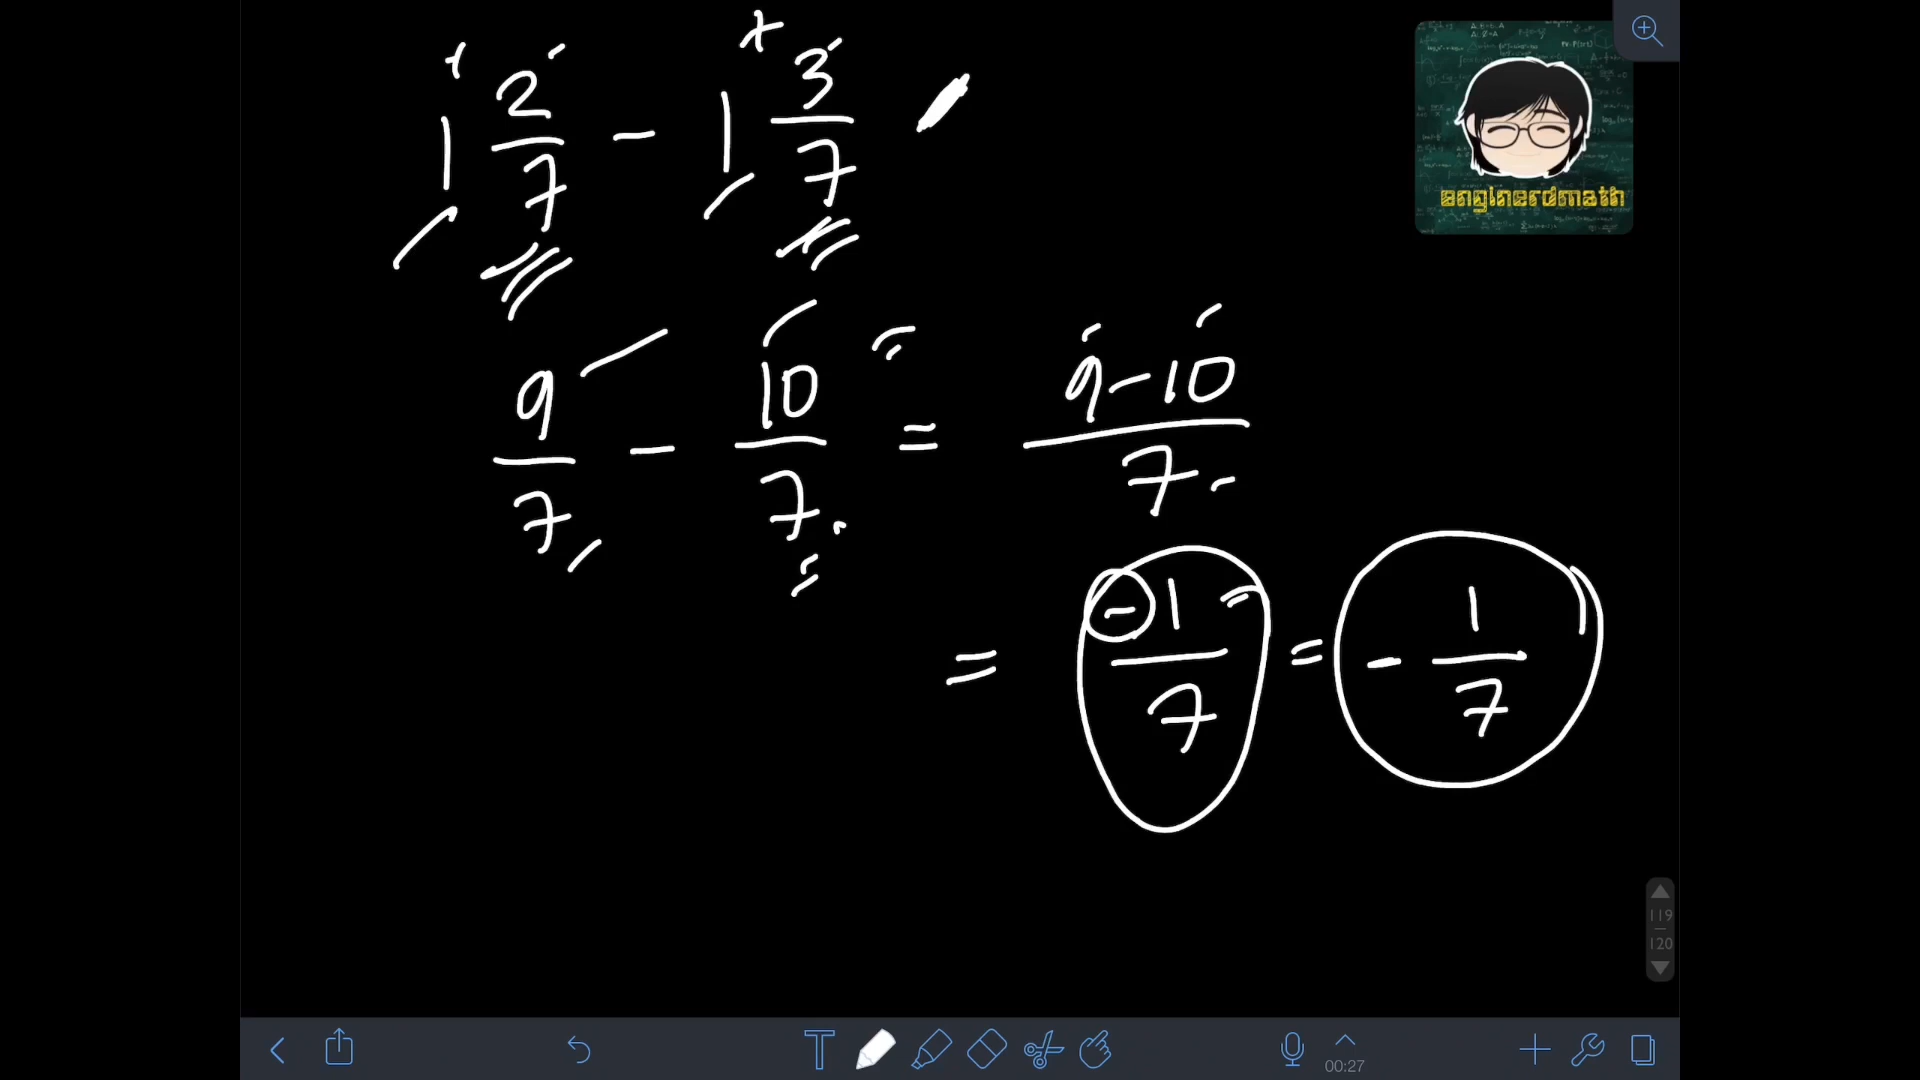 1 2/7 - 1 3/7
enginerdmath
9/7 - 10/7 = 9-10/7
= -1/7 = - 1/7
119
120
T
00:27